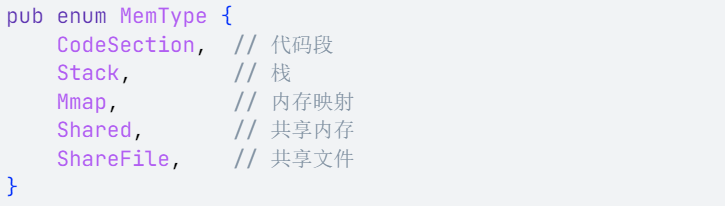 pub enum MemType {
    CodeSection,  // 代码段
    Stack,        // 栈
    Mmap,         // 内存映射
    Shared,       // 共享内存
    ShareFile,    // 共享文件
}